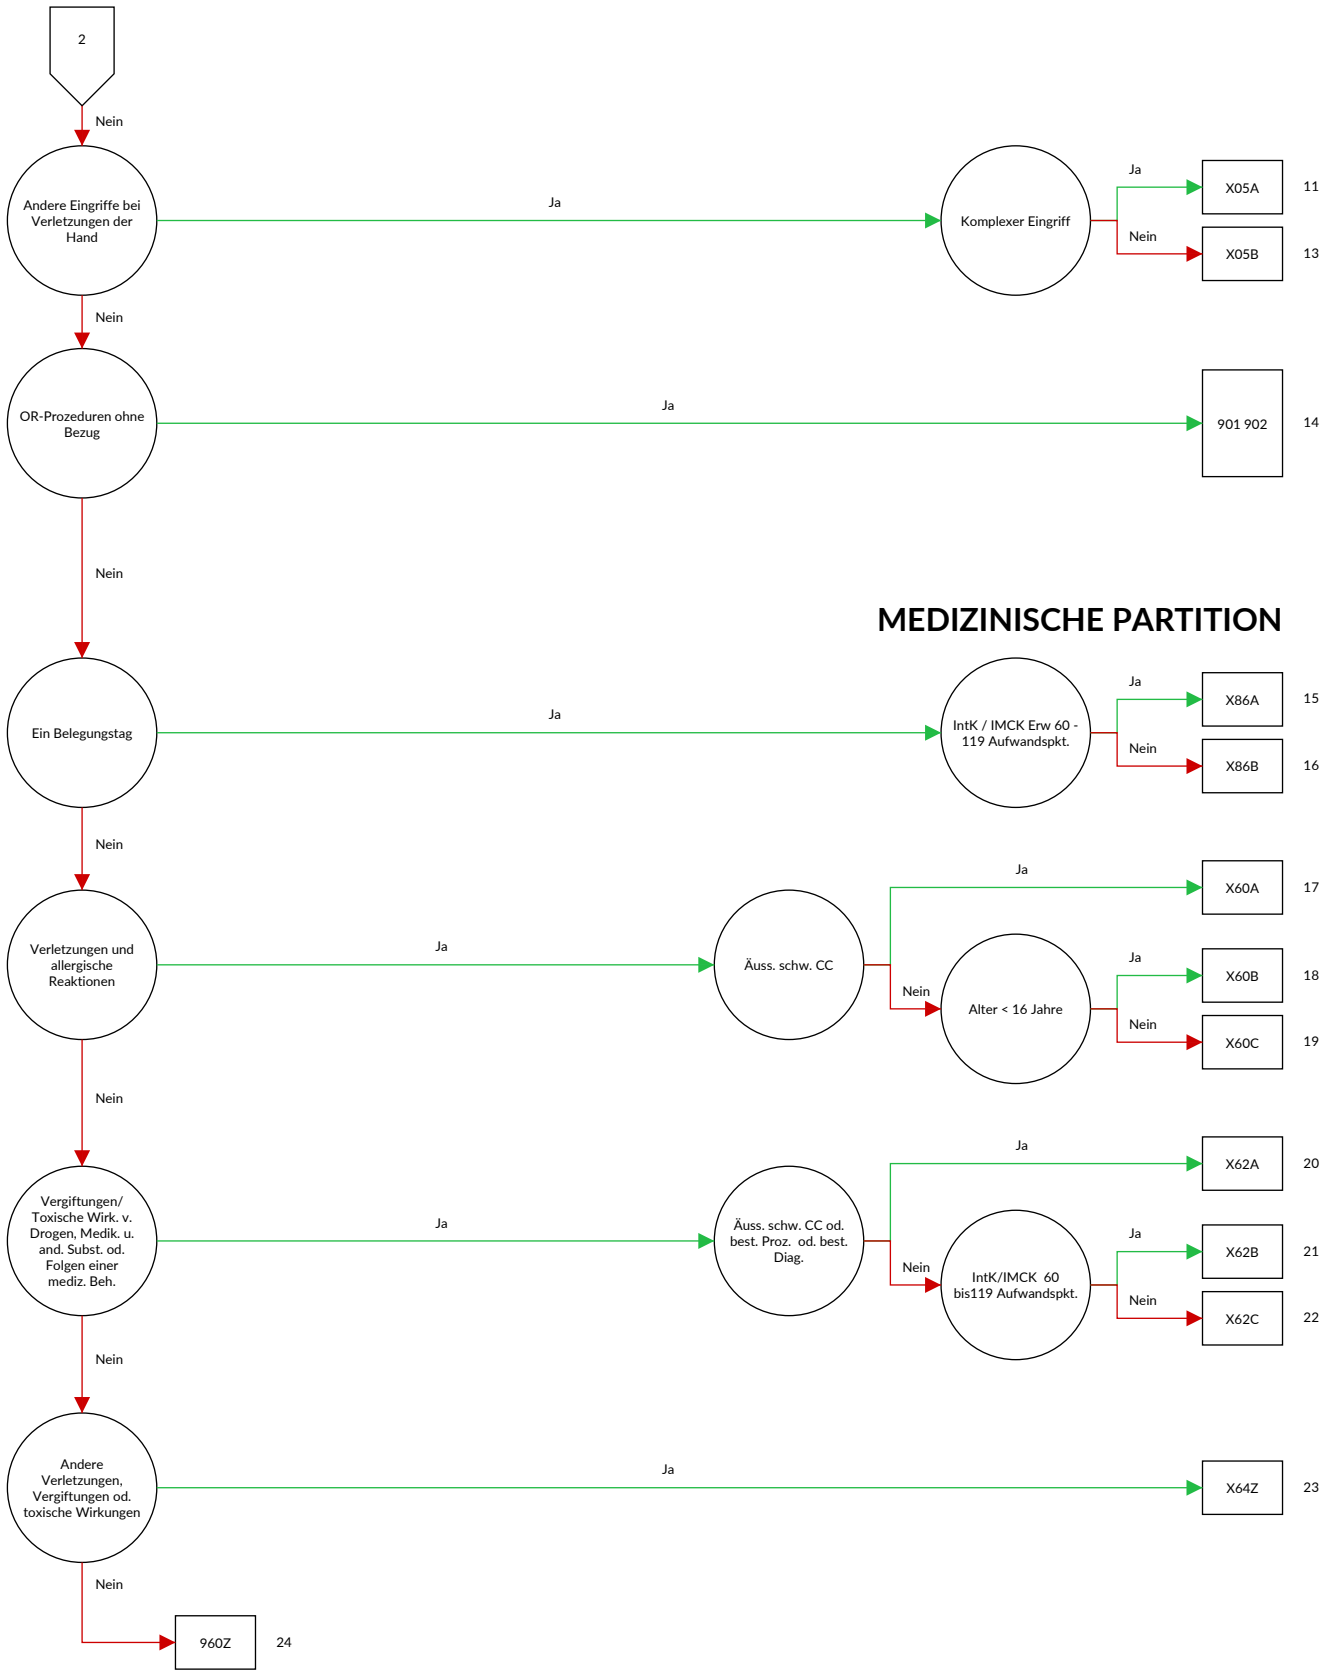 2
Nein
Andere Eingriffe bei
Verletzungen der
Hand
Ja
Komplexer Eingriff
Ja
X05A
11
Nein
X05B
13
Nein
OR-Prozeduren ohne
Bezug
Ja
901 902
14
Nein
MEDIZINISCHE PARTITION
Ein Belegungstag
Ja
IntK / IMCK Erw 60 -
119 Aufwandspkt.
Ja
X86A
15
Nein
X86B
16
Nein
Verletzungen und
allergische
Reaktionen
Ja
Äuss. schw. CC
Ja
X60A
17
Nein
Alter < 16 Jahre
Ja
X60B
18
Nein
X60C
19
Nein
Vergiftungen/
Toxische Wirk. v.
Drogen, Medik. u.
and. Subst. od.
Folgen einer
mediz. Beh.
Ja
Äuss. schw. CC od.
best. Proz.  od. best.
Diag.
Ja
X62A
20
Nein
IntK/IMCK  60
bis119 Aufwandspkt.
Ja
X62B
21
Nein
X62C
22
Nein
Andere
Verletzungen,
Vergiftungen od.
toxische Wirkungen
Ja
X64Z
23
Nein
960Z
24